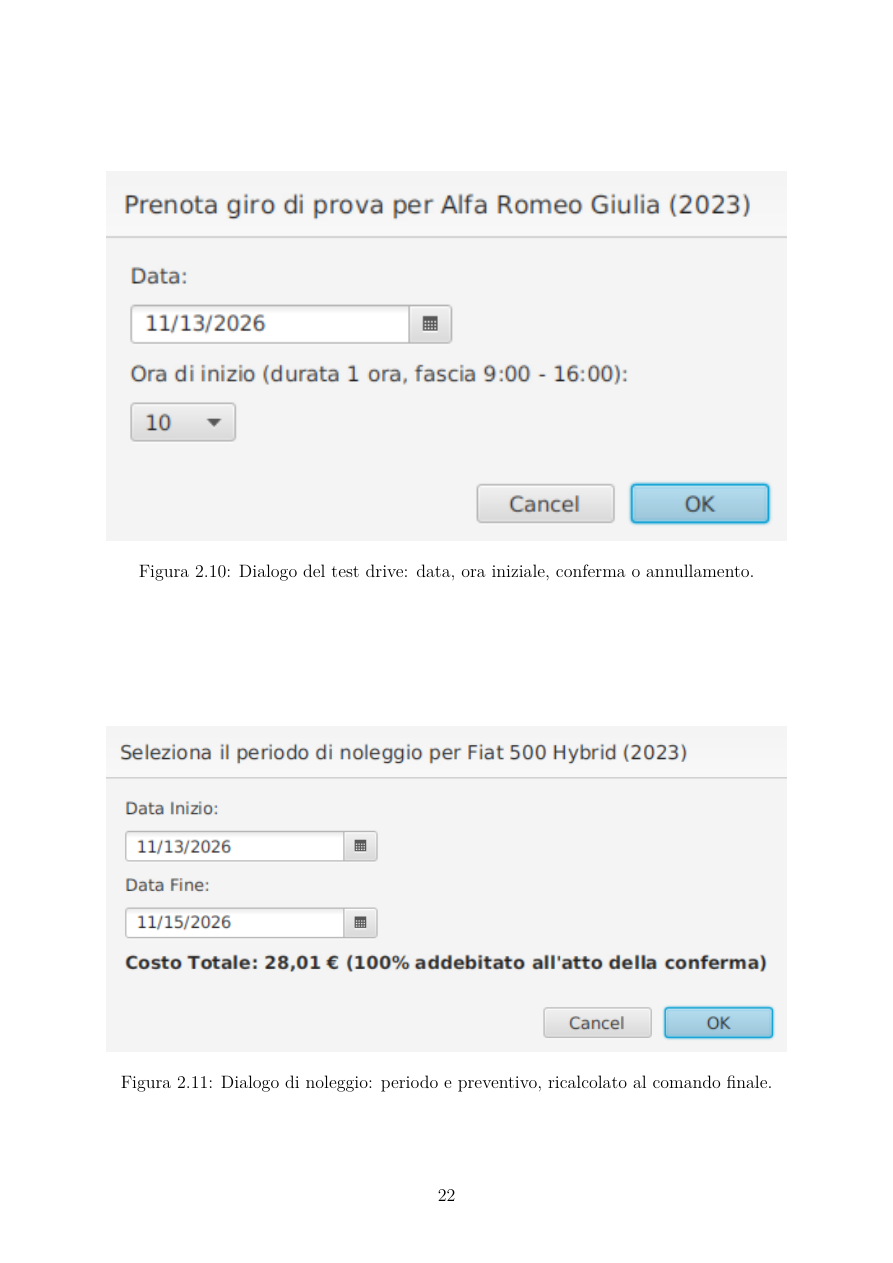 Prenota giro di prova per Alfa Romeo Giulia (2023)
Data:
11/13/2026
Ora di inizio (durata 1 ora, fascia 9:00 - 16:00):
10
Cancel
OK
Figura 2.10: Dialogo del test drive: data, ora iniziale, conferma o annullamento.
Seleziona il periodo di noleggio per Fiat 500 Hybrid (2023)
Data Inizio:
11/13/2026
Data Fine:
11/15/2026
Costo Totale: 28,01 € (100% addebitato all'atto della conferma)
Cancel
OK
Figura 2.11: Dialogo di noleggio: periodo e preventivo, ricalcolato al comando finale.
22